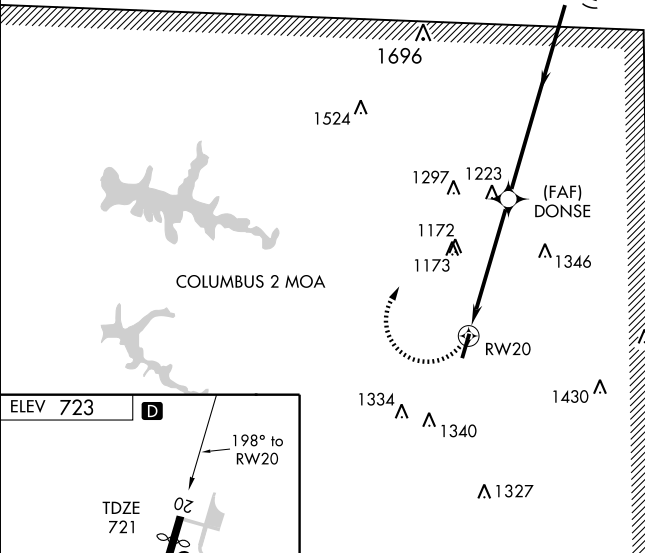 1696
1524
1297
1223
(FAF)
DONSE
1172
1173
1346
COLUMBUS 2 MOA
RW20
1430
1334
1340
1327
ELEV 723
D
198° to
RW20
20
TDZE
721